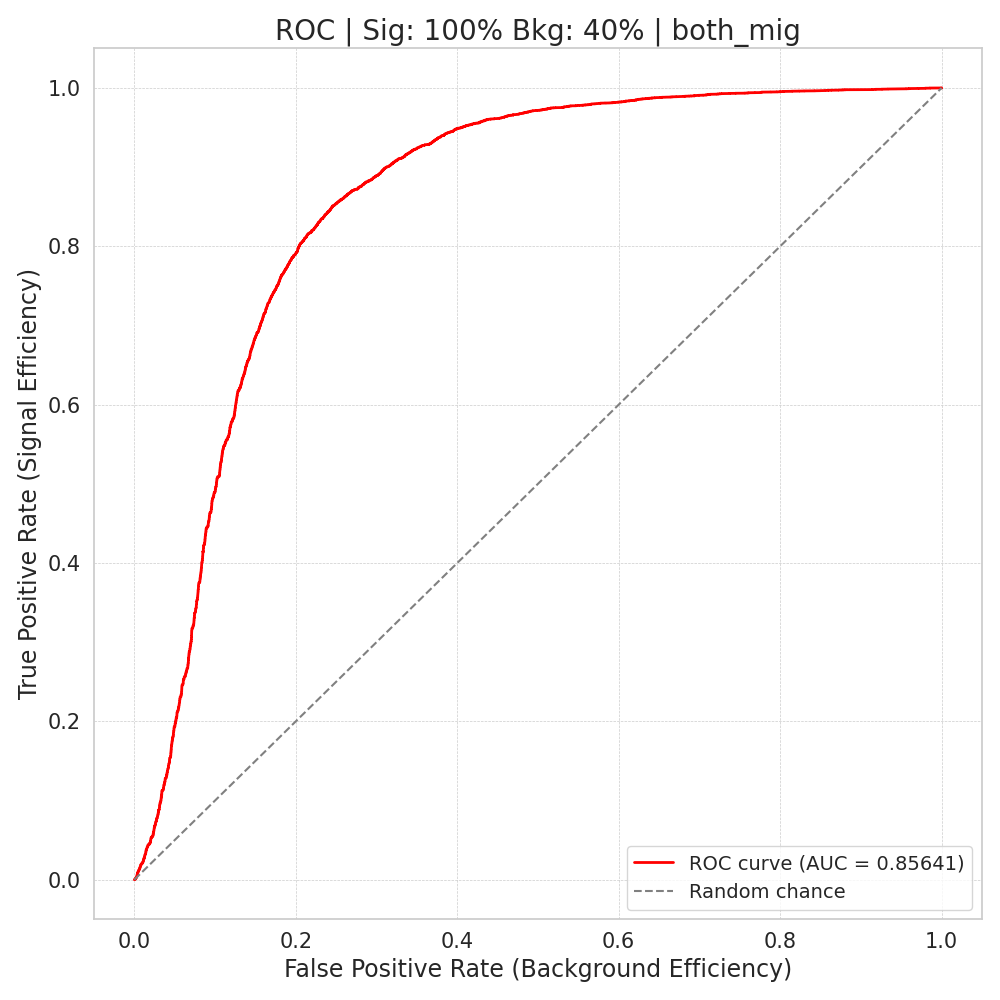 ROC | Sig: 100% Bkg: 40% | both_mig
True Positive Rate (Signal Efficiency)
1.0
0.8
0.6
0.4
0.2
0.0
ROC curve (AUC = 0.85641)
Random chance
0.0 0.2 0.4 0.6 0.8 1.0
False Positive Rate (Background Efficiency)